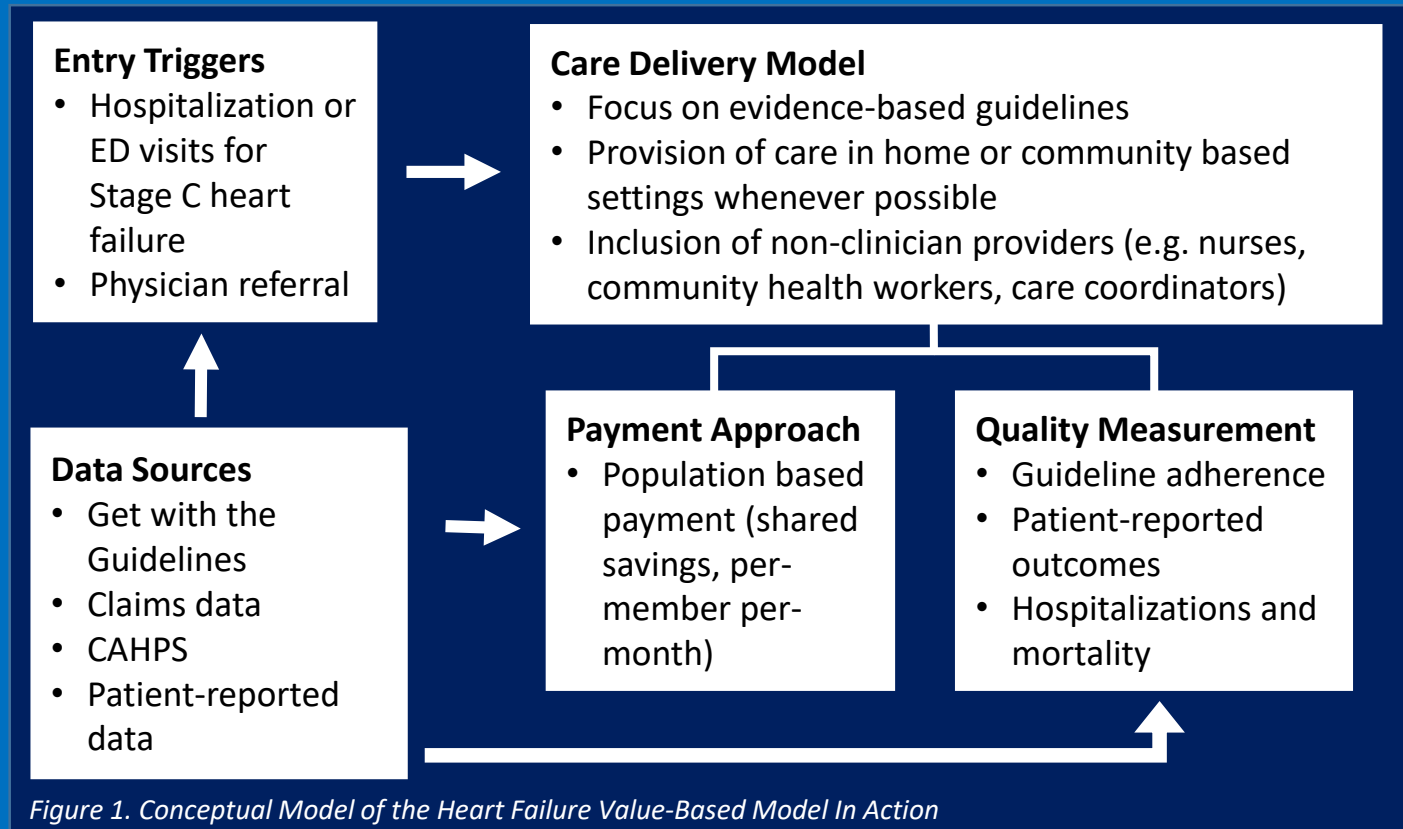 Entry Triggers
• Hospitalization or
ED visits for
Stage C heart
failure
• Physician referral
Care Delivery Model
• Focus on evidence-based guidelines
• Provision of care in home or community based
settings whenever possible
• Inclusion of non-clinician providers (e.g. nurses,
community health workers, care coordinators)
Data Sources
• Get with the
Guidelines
• Claims data
• CAHPS
• Patient-reported
data
Payment Approach
• Population based
payment (shared
savings, per-
member per-
month)
Quality Measurement
• Guideline adherence
• Patient-reported
outcomes
• Hospitalizations and
mortality
Figure 1. Conceptual Model of the Heart Failure Value-Based Model In Action